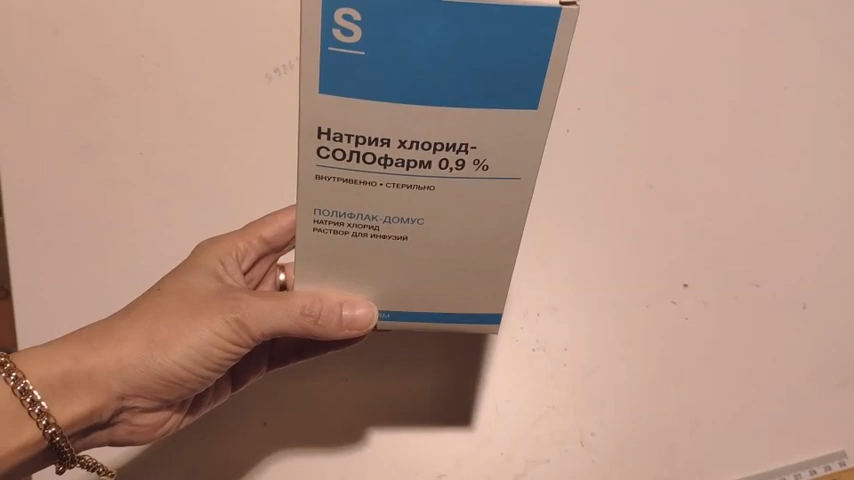 S
Натрия хлорид-
СОЛОфарм 0,9 %
ВНУТРИВЕННО • СТЕРИЛЬНО
ПОЛИФЛАК-ДОМУС
НАТРИЯ ХЛОРИД
РАСТВОР ДЛЯ ИНФУЗИЙ